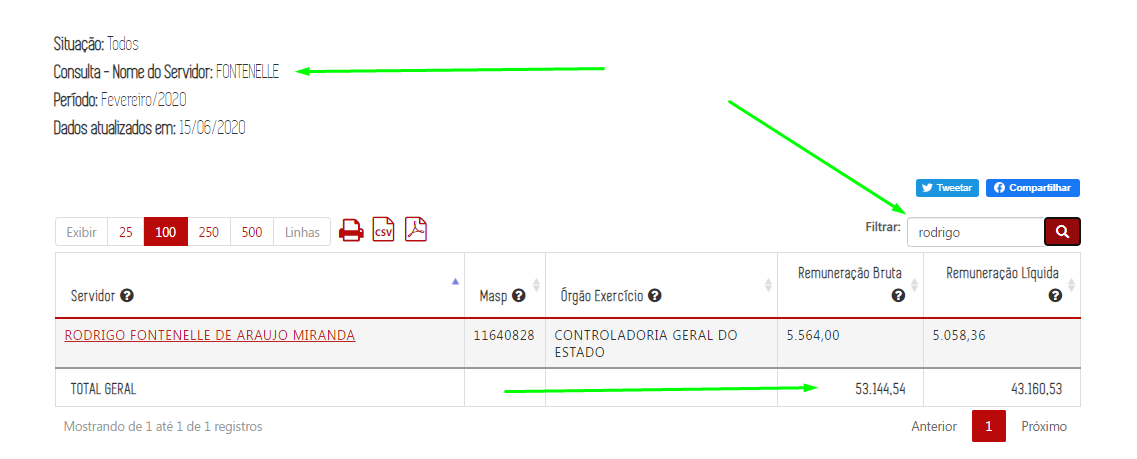 Situação: Todos
Consulta - Nome do Servidor: FONTENELLE
Período: Fevereiro/2020
Dados atualizados em: 15/06/2020
Tweetar Compartilhar
Exibir 25 100 250 500 Linhas CSV Filtrar: rodrigo
Servidor Masp Órgão Exercício Remuneração Bruta Remuneração Líquida
RODRIGO FONTENELLE DE ARAUJO MIRANDA 11640828 CONTROLADORIA GERAL DO 5.564,00 5.058,36
ESTADO
TOTAL GERAL 53.144,54 43.160,53
Mostrando de 1 até 1 de 1 registros Anterior 1 Próximo